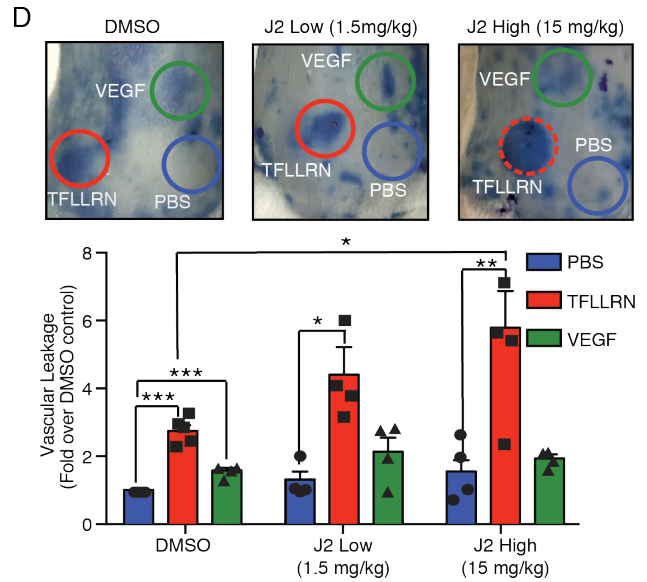 D
DMSO
J2 Low (1.5mg/kg)
J2 High (15 mg/kg)
VEGF
TFLLRN
PBS
VEGF
TFLLRN
PBS
VEGF
TFLLRN
PBS
Vascular Leakage
(Fold over DMSO control)
8
6
4
2
0
*
**
*
***
***
PBS
TFLLRN
VEGF
DMSO
J2 Low
(1.5 mg/kg)
J2 High
(15 mg/kg)